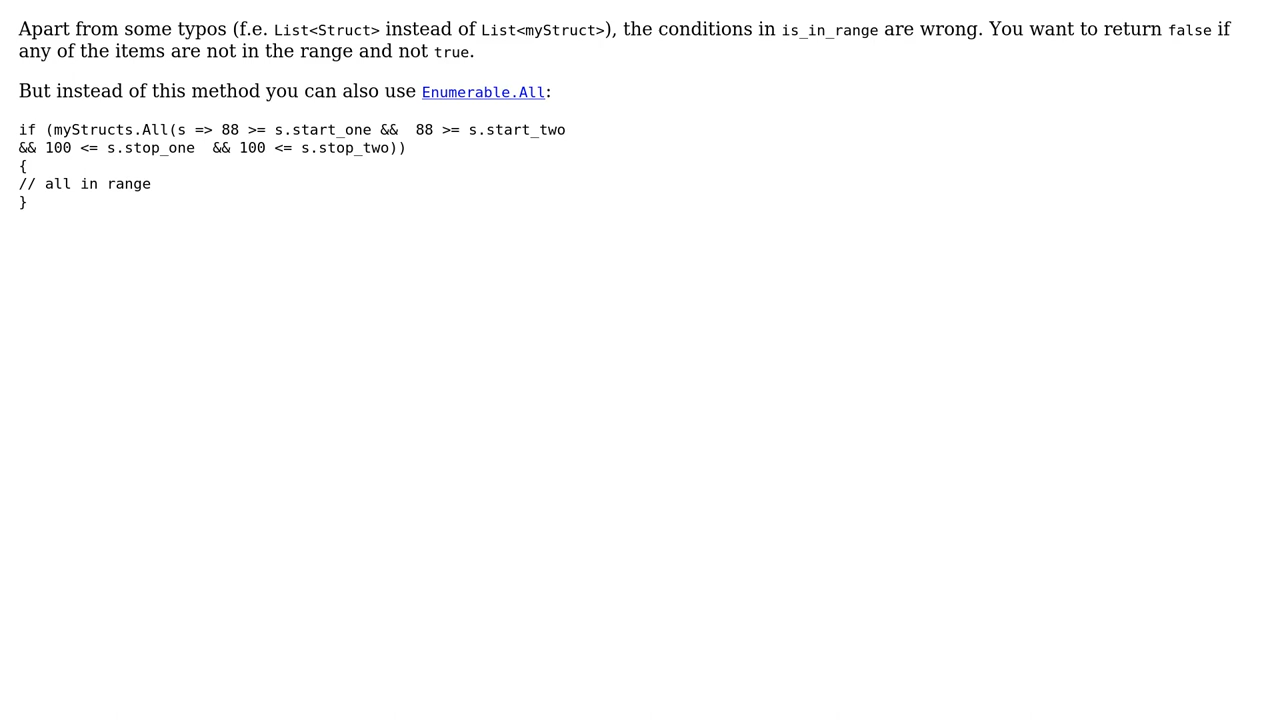 Apart from some typos (f.e. List<Struct> instead of List<myStruct>), the conditions in is_in_range are wrong. You want to return false if
any of the items are not in the range and not true.
But instead of this method you can also use Enumerable.All:
if (myStructs.All(s => 88 >= s.start_one &&  88 >= s.start_two
&& 100 <= s.stop_one  && 100 <= s.stop_two))
{
// all in range
}